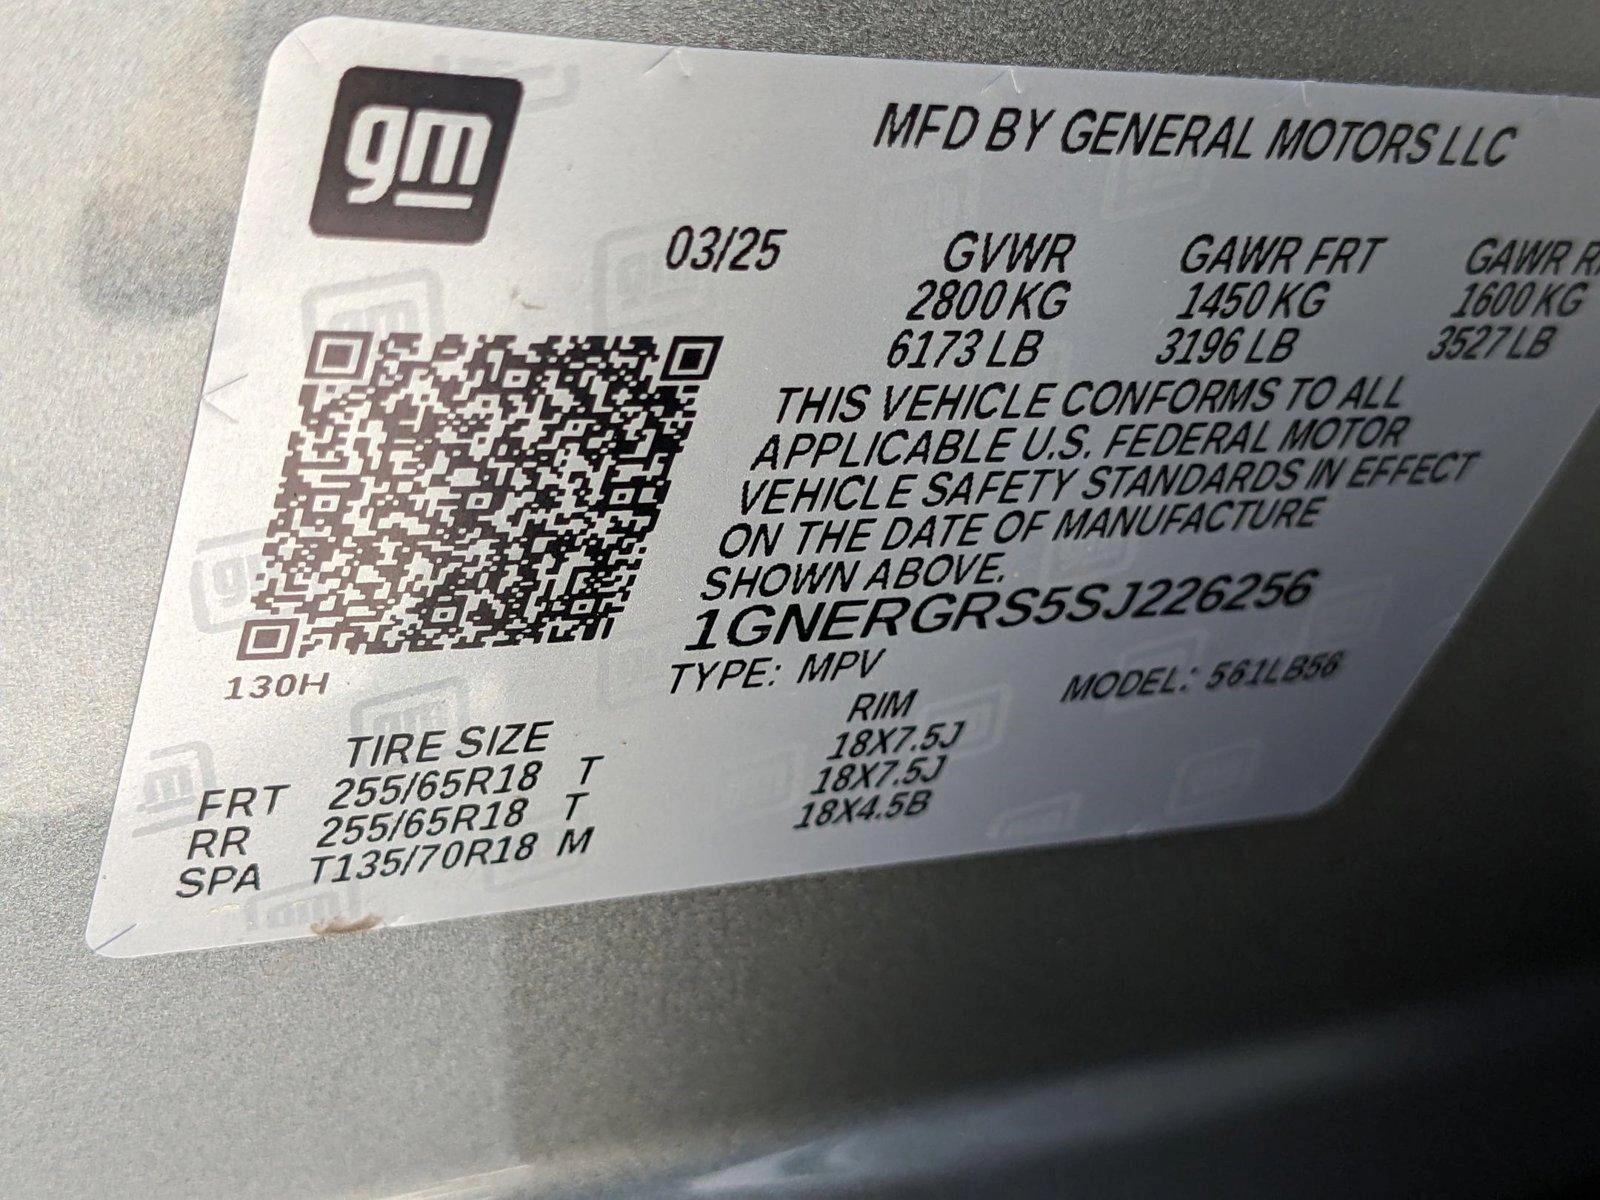 gm
MFD BY GENERAL MOTORS LLC
03/25 GVWR GAWR FRT GAWR
2800 KG 1450 KG 1600 KG
6173 LB 3196 LB 3527 LB
THIS VEHICLE CONFORMS TO ALL
APPLICABLE U.S. FEDERAL MOTOR
VEHICLE SAFETY STANDARDS IN EFFECT
ON THE DATE OF MANUFACTURE
SHOWN ABOVE.
1GNERGRS5SJ226256
130H TYPE: MPV MODEL: 561LB56
TIRE SIZE RIM
FRT 255/65R18 T 18X7.5J
RR 255/65R18 T 18X7.5J
SPA T135/70R18 M 18X4.5B